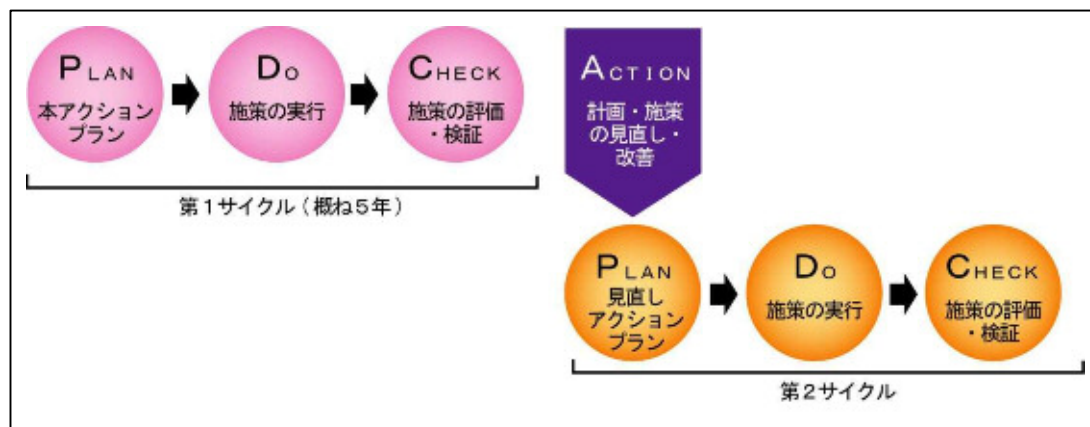 PLAN
本アクション
プラン
DO
施策の実行
CHECK
施策の評価
・検証
ACTION
計画・施策
の見直し・
改善
第1サイクル(概ね5年)
PLAN
見直し
アクション
プラン
DO
施策の実行
CHECK
施策の評価
・検証
第2サイクル